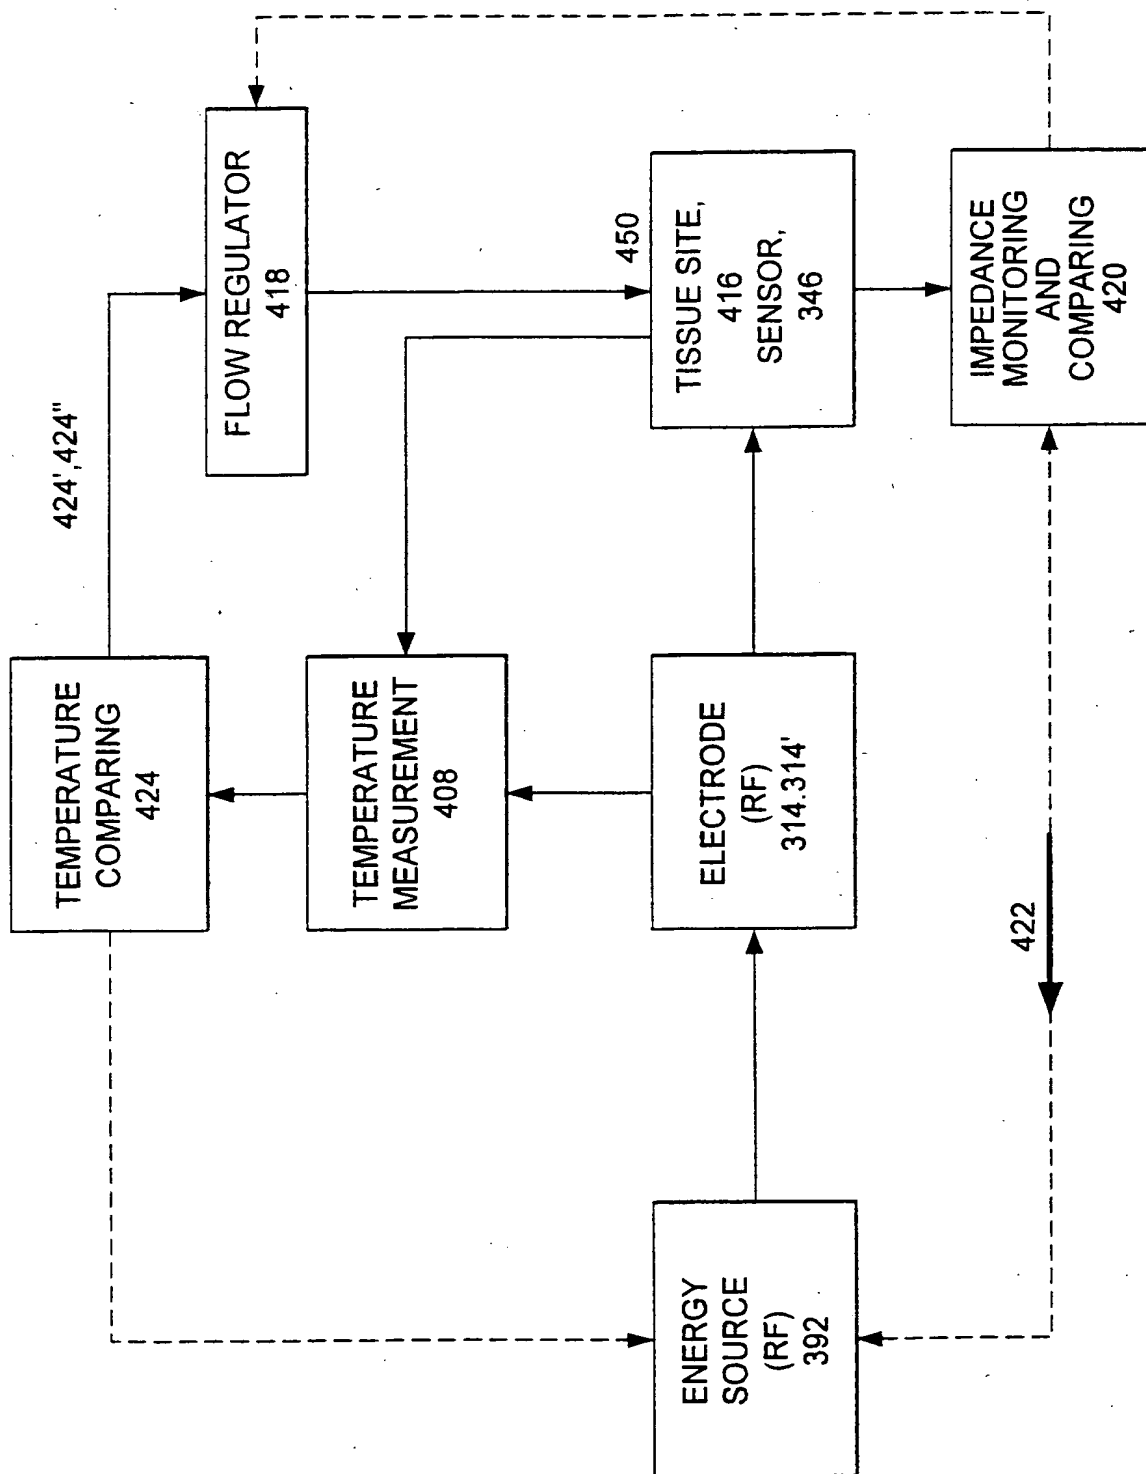 424',424"
FLOW REGULATOR
418
450
TISSUE SITE,
416
SENSOR,
346
IMPEDANCE
MONITORING
AND
COMPARING
420
TEMPERATURE
COMPARING
424
TEMPERATURE
MEASUREMENT
408
ELECTRODE
(RF)
314.314'
422
ENERGY
SOURCE
(RF)
392